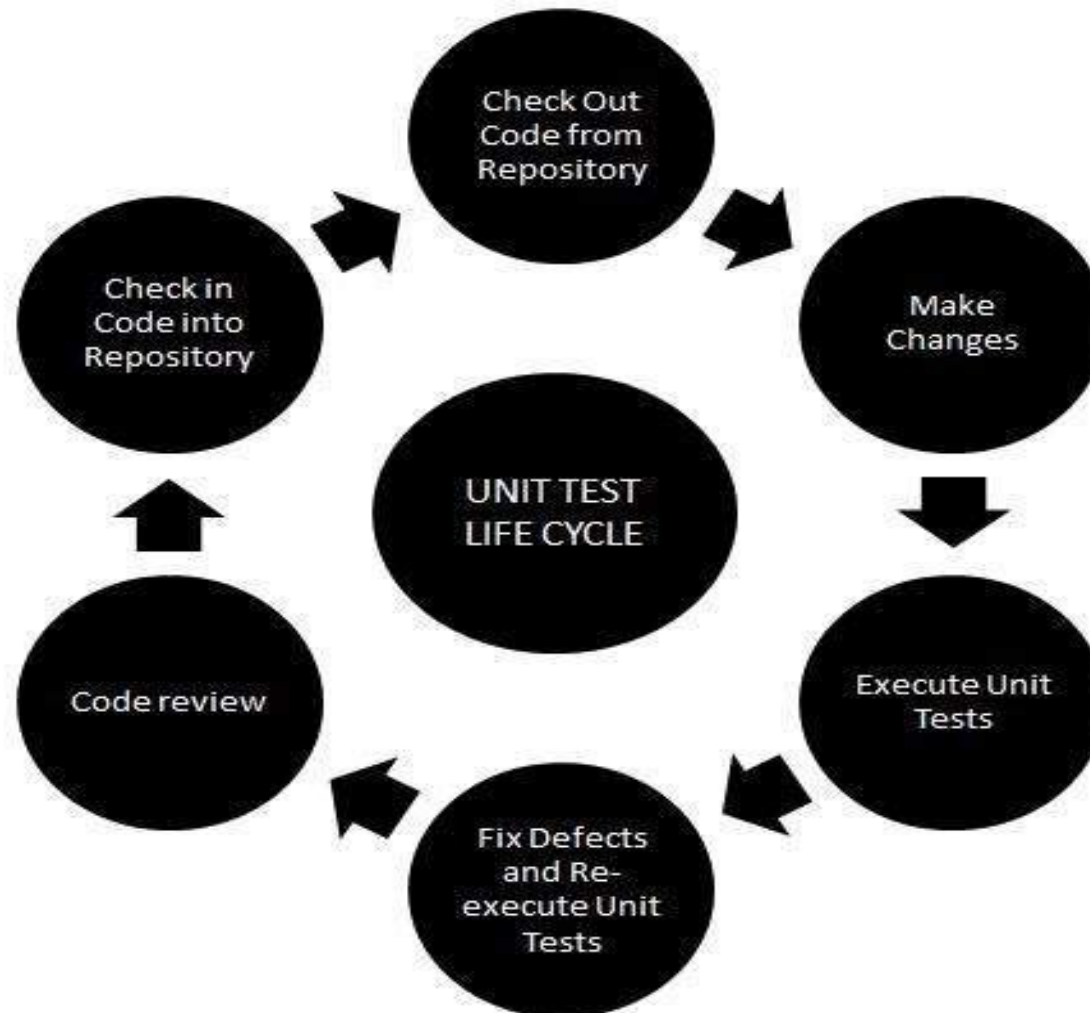 Check Out
Code from
Repository
Make
Changes
Execute Unit
Tests
Fix Defects
and Re-
execute Unit
Tests
Code review
Check in
Code into
Repository
UNIT TEST
LIFE CYCLE